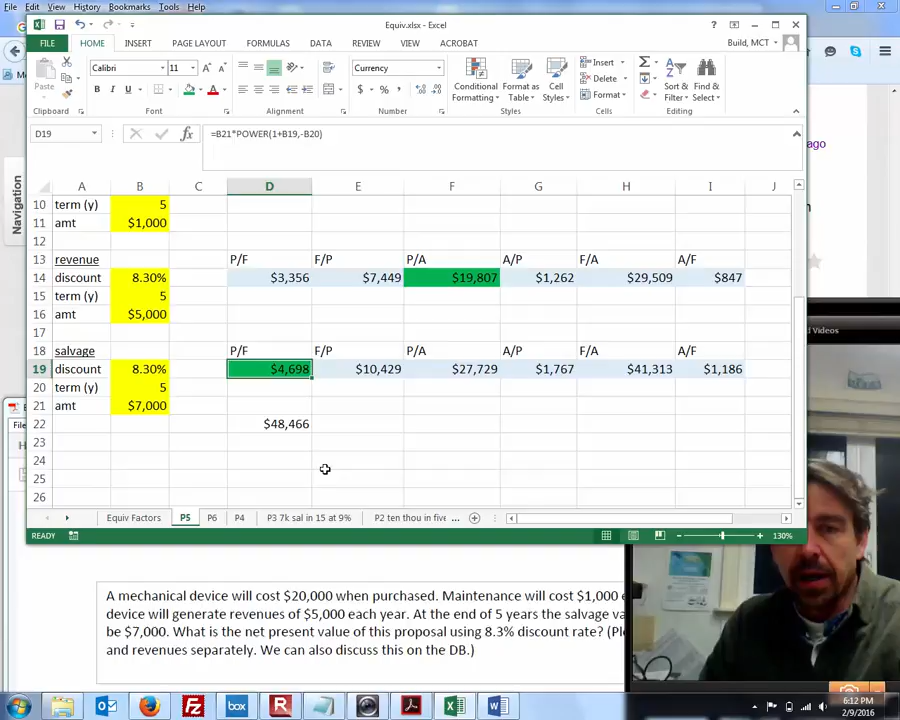 File Edit View History Bookmarks Tools Help
Equiv.xlsx - Excel
FILE HOME INSERT PAGE LAYOUT FORMULAS DATA REVIEW VIEW ACROBAT
Build, MCT
Paste
Calibri 11
B I U
Currency
$ % ,
Conditional Formatting
Format as Table
Cell Styles
Insert
Delete
Format
Sort & Filter
Find & Select
Clipboard Font Alignment Number Styles Cells Editing
D19 fx =B21*POWER(1+B19,-B20)
A B C D E F G H I J
10 term (y) 5
11 amt $1,000
12
13 revenue P/F F/P P/A A/P F/A A/F
14 discount 8.30% $3,356 $7,449 $19,807 $1,262 $29,509 $847
15 term (y) 5
16 amt $5,000
17
18 salvage P/F F/P P/A A/P F/A A/F
19 discount 8.30% $4,698 $10,429 $27,729 $1,767 $41,313 $1,186
20 term (y) 5
21 amt $7,000
22 $48,466
23
24
25
26
Equiv Factors P5 P6 P4 P3 7k sal in 15 at 9% P2 ten thou in five ...
READY 130%
Navigation
ago
d Videos
A mechanical device will cost $20,000 when purchased. Maintenance will cost $1,000 e
device will generate revenues of $5,000 each year. At the end of 5 years the salvage va
be $7,000. What is the net present value of this proposal using 8.3% discount rate? (Ple
and revenues separately. We can also discuss this on the DB.)
box
6:12 PM
2/9/2016